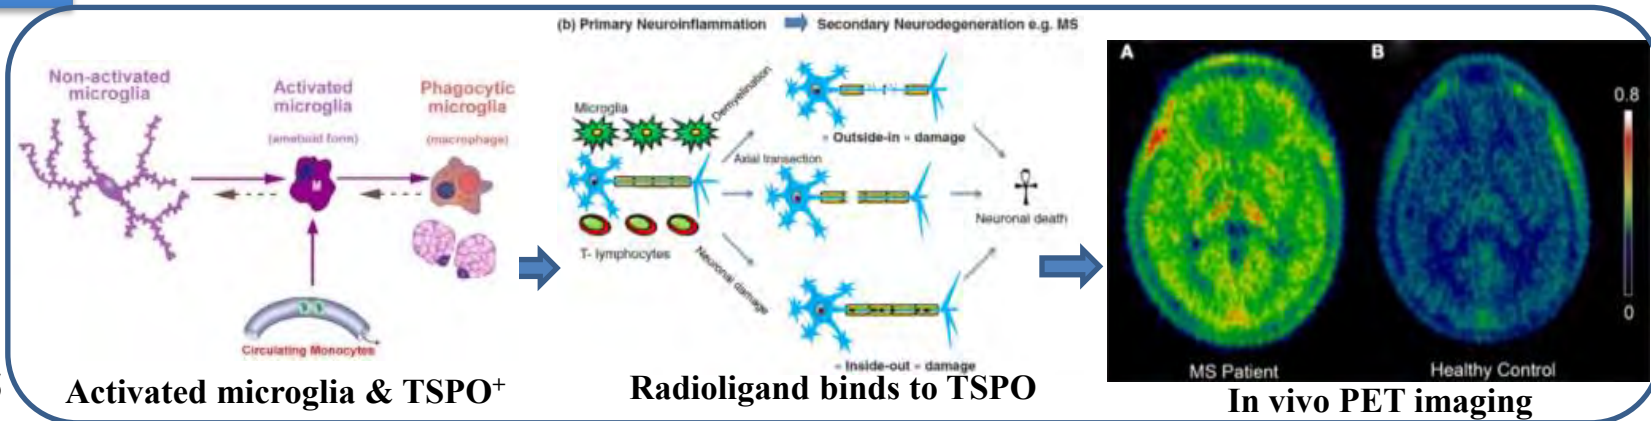 Non-activated
microglia
Activated
microglia
(ameboid form)
Phagocytic
microglia
(macrophage)
M
Circulating Monocytes
Activated microglia & TSPO⁺
(b) Primary Neuroinflammation
Secondary Neurodegeneration e.g. MS
Microglia
T- lymphocytes
Demyelination
Axial transection
Neuronal damage
« Outside-in » damage
« Inside-out » damage
Neuronal death
Radioligand binds to TSPO
A
B
0.8
0
MS Patient
Healthy Control
In vivo PET imaging